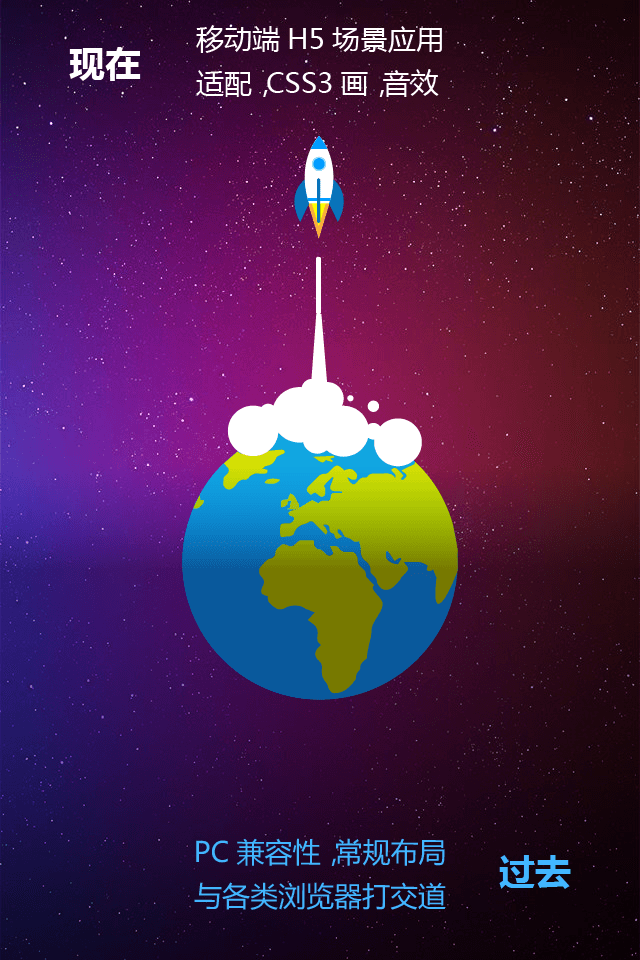 现在
移动端 H5 场景应用
适配 ,CSS3 画 ,音效
PC 兼容性 ,常规布局
与各类浏览器打交道
过去